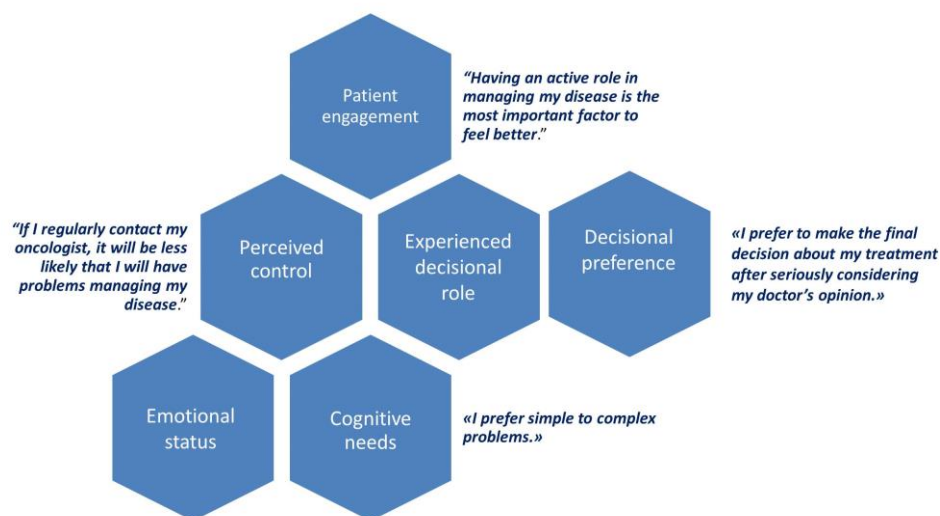 Patient
engagement
“Having an active role in
managing my disease is the
most important factor to
feel better.”
“If I regularly contact my
oncologist, it will be less
likely that I will have
problems managing my
disease.”
Perceived
control
Experienced
decisional
role
Decisional
preference
«I prefer to make the final
decision about my treatment
after seriously considering
my doctor’s opinion.»
Emotional
status
Cognitive
needs
«I prefer simple to complex
problems.»